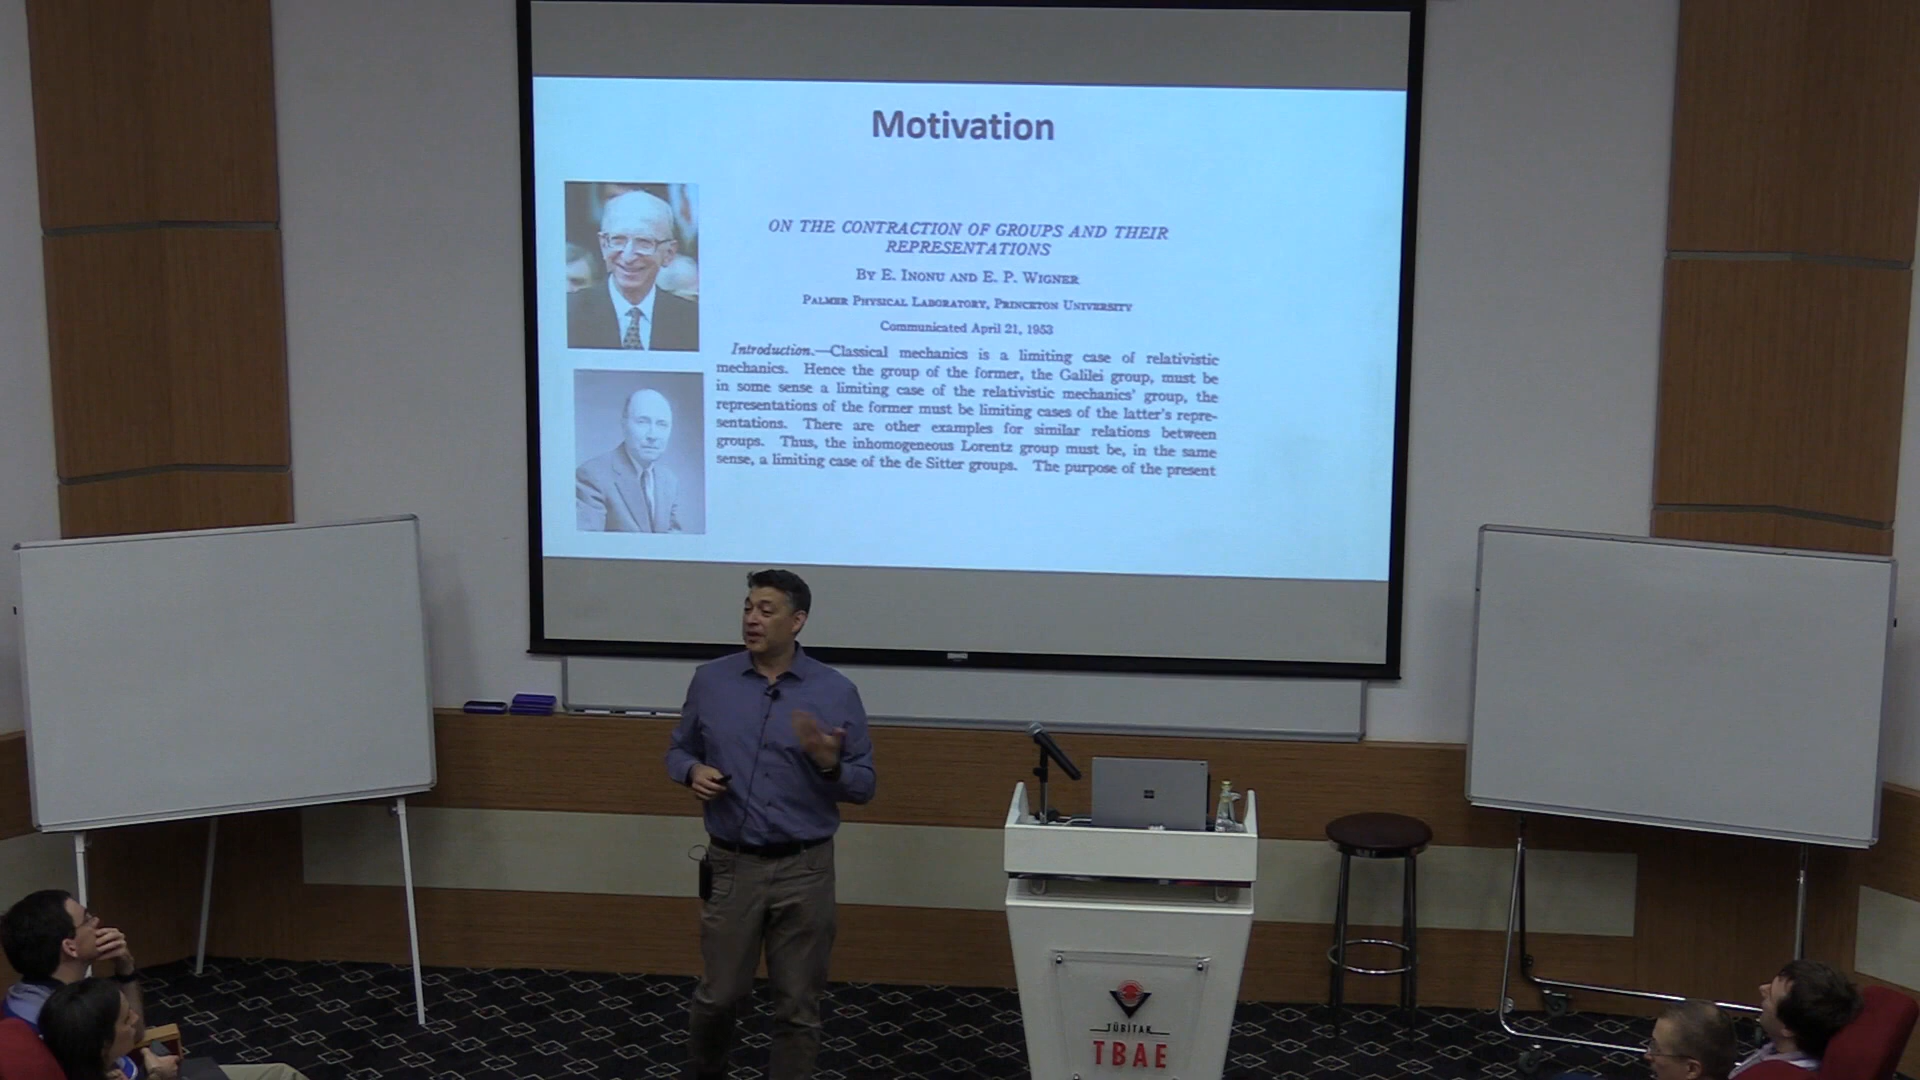 Motivation
ON THE CONTRACTION OF GROUPS AND THEIR
REPRESENTATIONS
BY E. INONU AND E. P. WIGNER
PALMER PHYSICAL LABORATORY, PRINCETON UNIVERSITY
Communicated April 21, 1953
Introduction.—Classical mechanics is a limiting case of relativistic
mechanics. Hence the group of the former, the Galilei group, must be
in some sense a limiting case of the relativistic mechanics' group, the
representations of the former must be limiting cases of the latter's repre-
sentations. There are other examples for similar relations between
groups. Thus, the inhomogeneous Lorentz group must be, in the same
sense, a limiting case of the de Sitter groups. The purpose of the present
TÜBİTAK
TBAE